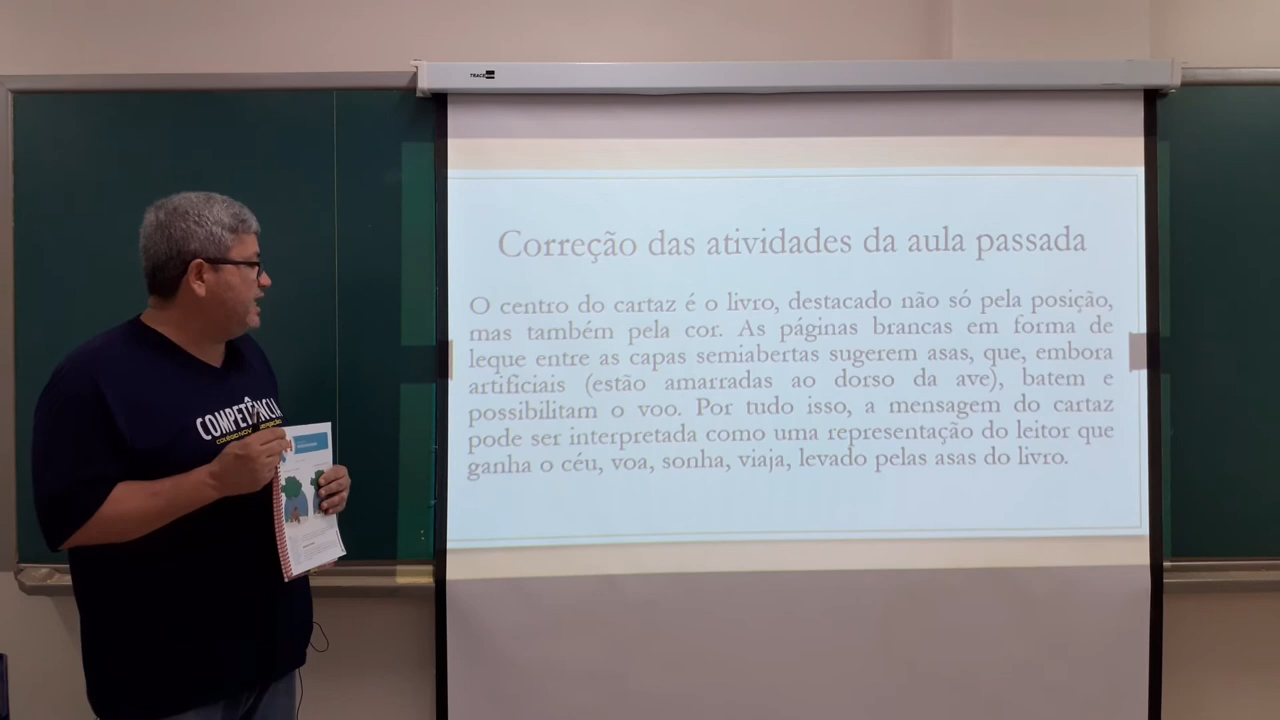 TRACE
Correção das atividades da aula passada
O centro do cartaz é o livro, destacado não só pela posição,
mas também pela cor. As páginas brancas em forma de
leque entre as capas semiabertas sugerem asas, que, embora
artificiais (estão amarradas ao dorso da ave), batem e
possibilitam o voo. Por tudo isso, a mensagem do cartaz
pode ser interpretada como uma representação do leitor que
ganha o céu, voa, sonha, viaja, levado pelas asas do livro.
COMPETÊNCIA
COLÉGIO